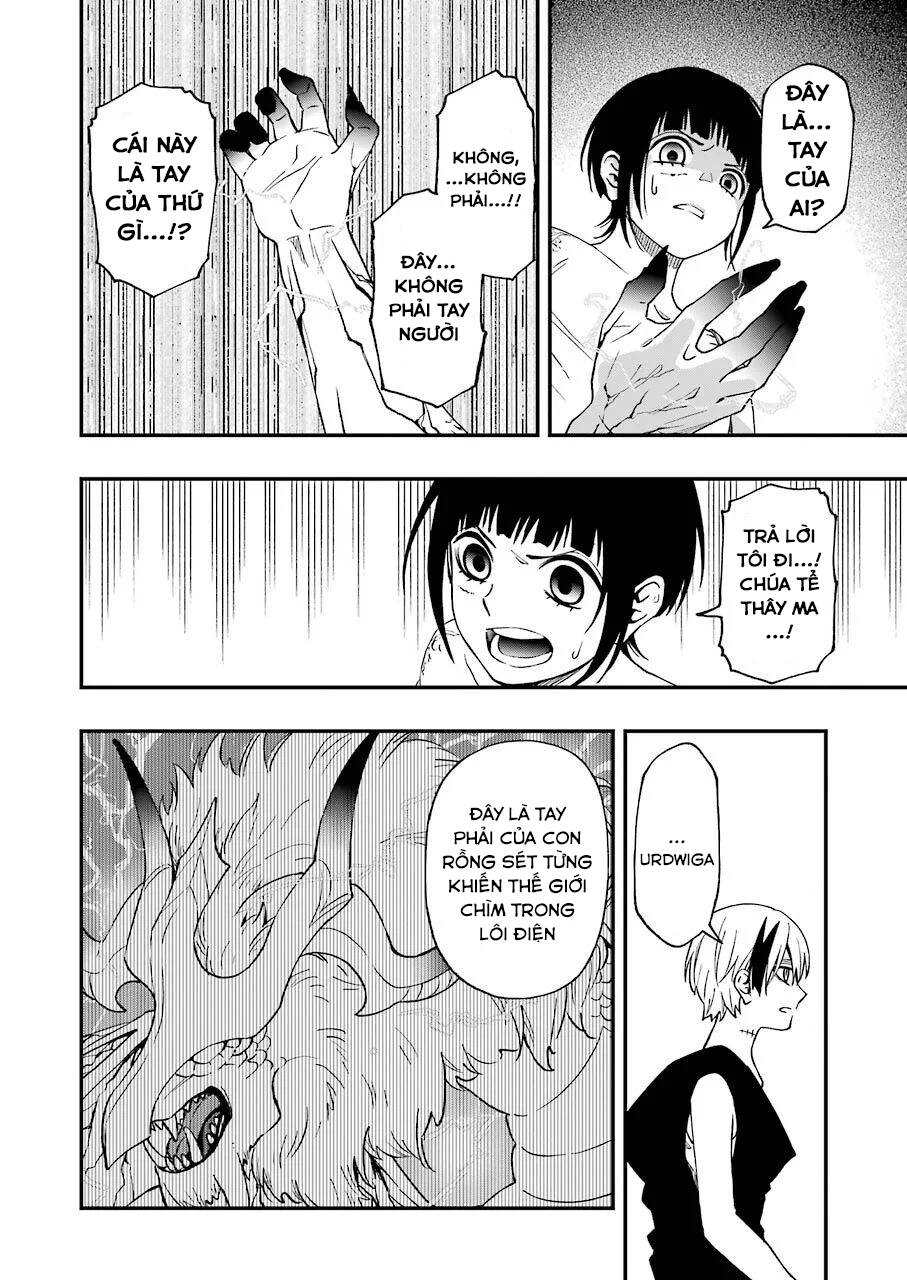 ĐÂY
LÀ...
TAY
CỦA
AI?
KHÔNG,
...KHÔNG
PHẢI...!!
ĐÂY...
KHÔNG
PHẢI TAY
NGƯỜI
CÁI NÀY
LÀ TAY
CỦA THỨ
GÌ...!?
TRẢ LỜI
TÔI ĐI...!
CHÚA TỂ
THÂY MA
...!
...
URDWIGA
ĐÂY LÀ TAY
PHẢI CỦA CON
RỒNG SÉT TỪNG
KHIẾN THẾ GIỚI
CHÌM TRONG
LÔI ĐIỆN